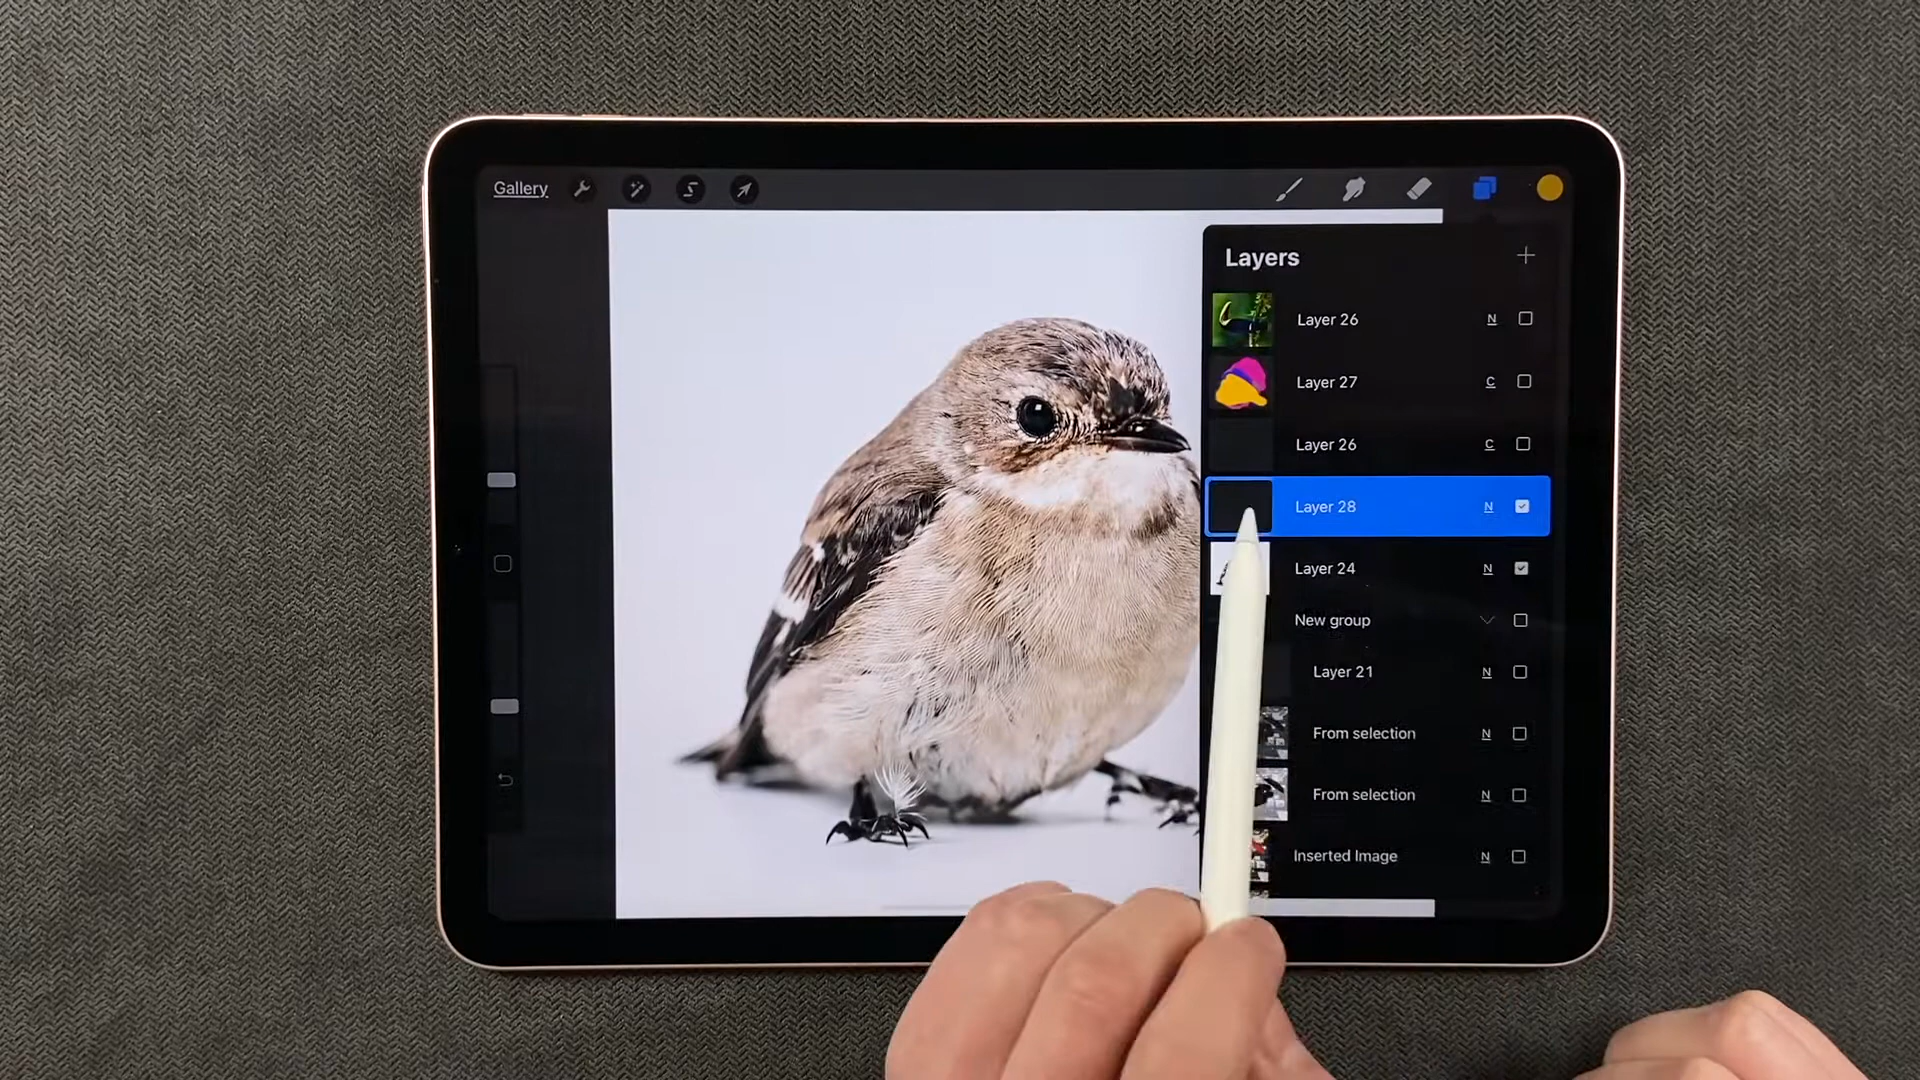 Gallery
Layers
Layer 26 N
Layer 27 C
Layer 26 C
Layer 28 N
Layer 24 N
New group
Layer 21 N
From selection N
From selection N
Inserted Image N